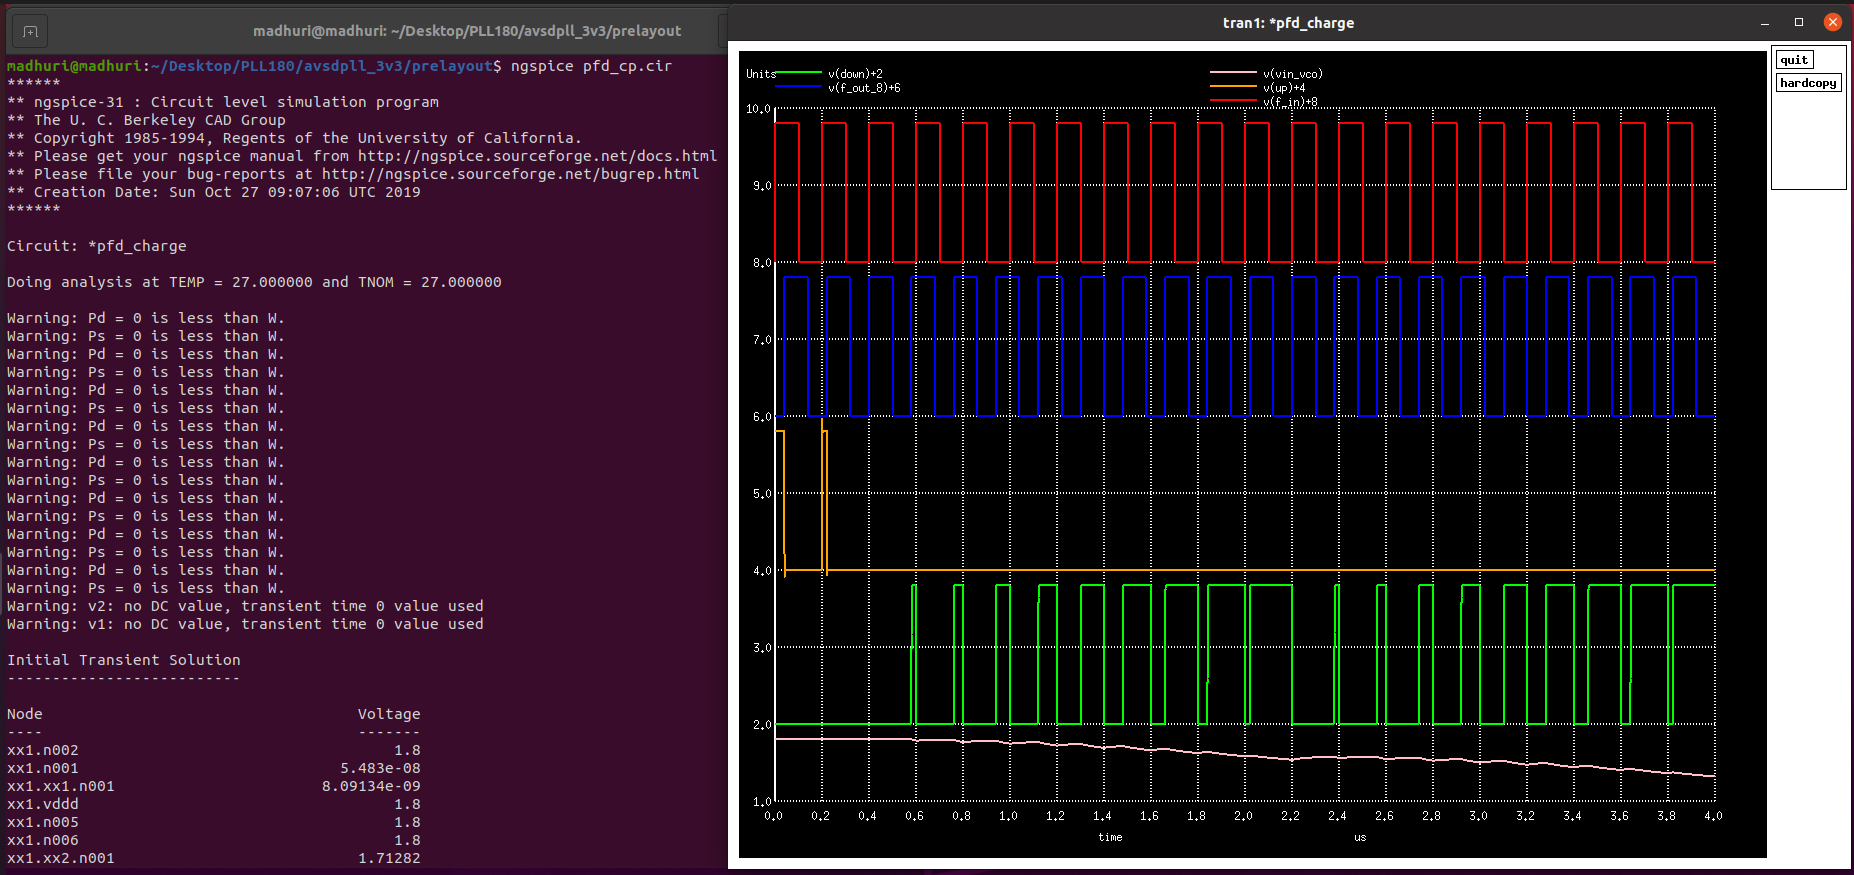 madhuri@madhuri: ~/Desktop/PLL180/avsdpll_3v3/prelayout
madhuri@madhuri:~/Desktop/PLL180/avsdpll_3v3/prelayout$ ngspice pfd_cp.cir
******
** ngspice-31 : Circuit level simulation program
** The U. C. Berkeley CAD Group
** Copyright 1985-1994, Regents of the University of California.
** Please get your ngspice manual from http://ngspice.sourceforge.net/docs.html
** Please file your bug-reports at http://ngspice.sourceforge.net/bugrep.html
** Creation Date: Sun Oct 27 09:07:06 UTC 2019
******
Circuit: *pfd_charge
Doing analysis at TEMP = 27.000000 and TNOM = 27.000000
Warning: Pd = 0 is less than W.
Warning: Ps = 0 is less than W.
Warning: Pd = 0 is less than W.
Warning: Ps = 0 is less than W.
Warning: Pd = 0 is less than W.
Warning: Ps = 0 is less than W.
Warning: Pd = 0 is less than W.
Warning: Ps = 0 is less than W.
Warning: Pd = 0 is less than W.
Warning: Ps = 0 is less than W.
Warning: Pd = 0 is less than W.
Warning: Ps = 0 is less than W.
Warning: Pd = 0 is less than W.
Warning: Ps = 0 is less than W.
Warning: Pd = 0 is less than W.
Warning: Ps = 0 is less than W.
Warning: v2: no DC value, transient time 0 value used
Warning: v1: no DC value, transient time 0 value used
Initial Transient Solution
--------------------------
Node Voltage
---- -------
xx1.n002 1.8
xx1.n001 5.483e-08
xx1.xx1.n001 8.09134e-09
xx1.vddd 1.8
xx1.n005 1.8
xx1.n006 1.8
xx1.xx2.n001 1.71282
tran1: *pfd_charge
quit
hardcopy
Units v(down)+2 v(vin_vco)
v(f_out_8)+6 v(up)+4
v(f_in)+8
10.0
9.0
8.0
7.0
6.0
5.0
4.0
3.0
2.0
1.0
0.0 0.2 0.4 0.6 0.8 1.0 1.2 1.4 1.6 1.8 2.0 2.2 2.4 2.6 2.8 3.0 3.2 3.4 3.6 3.8 4.0
time us